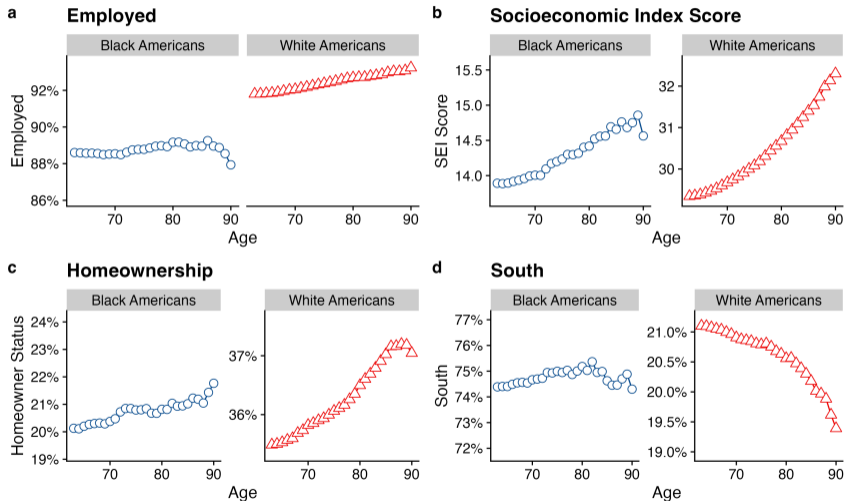 a Employed
Black Americans White Americans
Employed
92%
90%
88%
86%
70 80 90 70 80 90
Age
b Socioeconomic Index Score
Black Americans White Americans
SEI Score
15.5
15.0
14.5
14.0
32
31
30
70 80 90 70 80 90
Age
c Homeownership
Black Americans White Americans
Homeowner Status
24%
23%
22%
21%
20%
19%
37%
36%
70 80 90 70 80 90
Age
d South
Black Americans White Americans
South
77%
76%
75%
74%
73%
72%
21.0%
20.5%
20.0%
19.5%
19.0%
70 80 90 70 80 90
Age